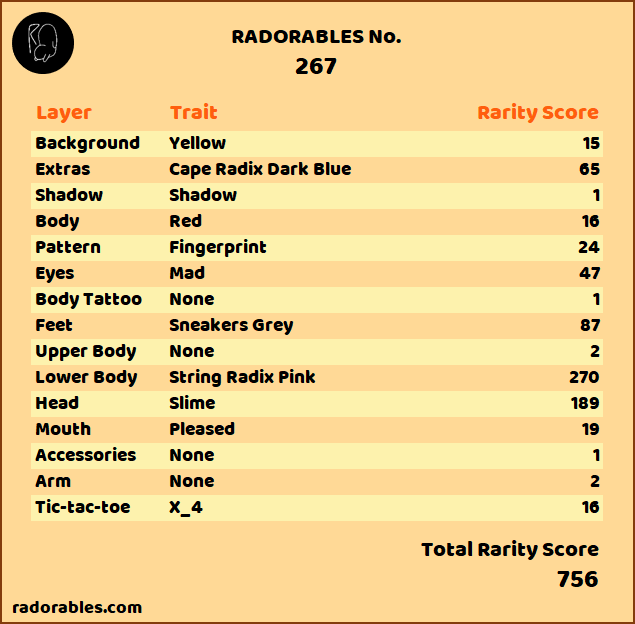 RADORABLES No.
267
Layer Trait Rarity Score
Background Yellow 15
Extras Cape Radix Dark Blue 65
Shadow Shadow 1
Body Red 16
Pattern Fingerprint 24
Eyes Mad 47
Body Tattoo None 1
Feet Sneakers Grey 87
Upper Body None 2
Lower Body String Radix Pink 270
Head Slime 189
Mouth Pleased 19
Accessories None 1
Arm None 2
Tic-tac-toe X_4 16
Total Rarity Score
756
radorables.com